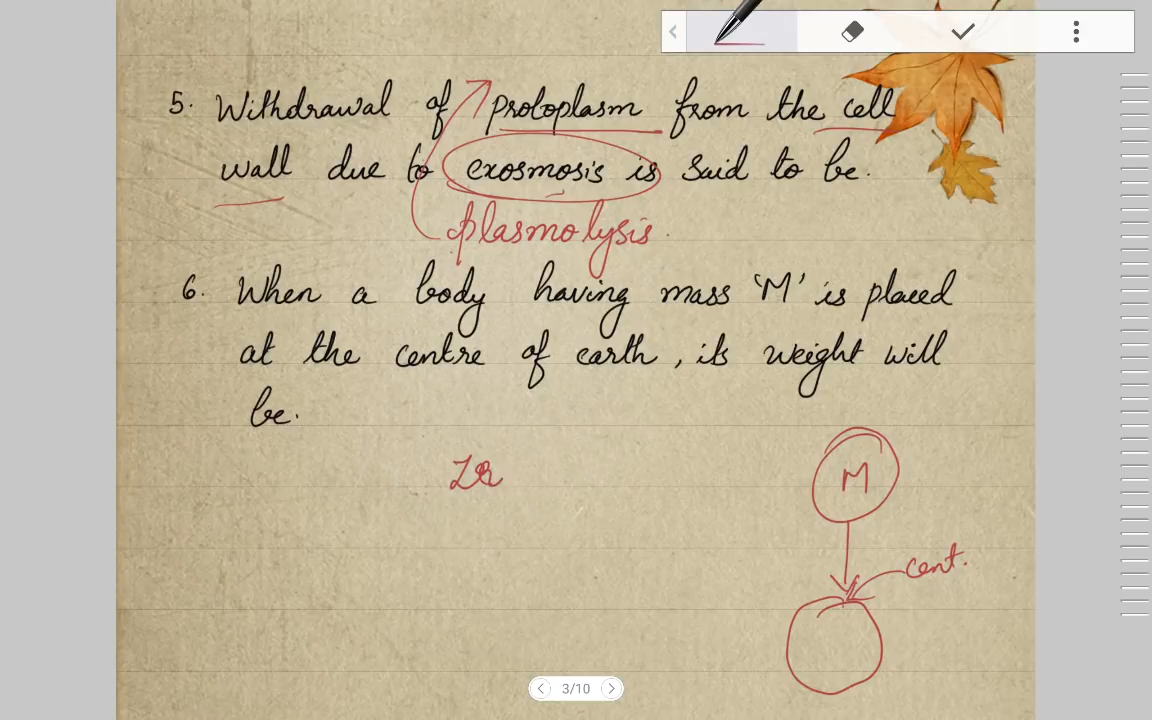 5. Withdrawal of protoplasm from the cell
wall due to exosmosis is said to be.
plasmolysis.
6. When a body having mass 'M' is placed
at the centre of earth, its weight will
be.
M
cent.
3/10